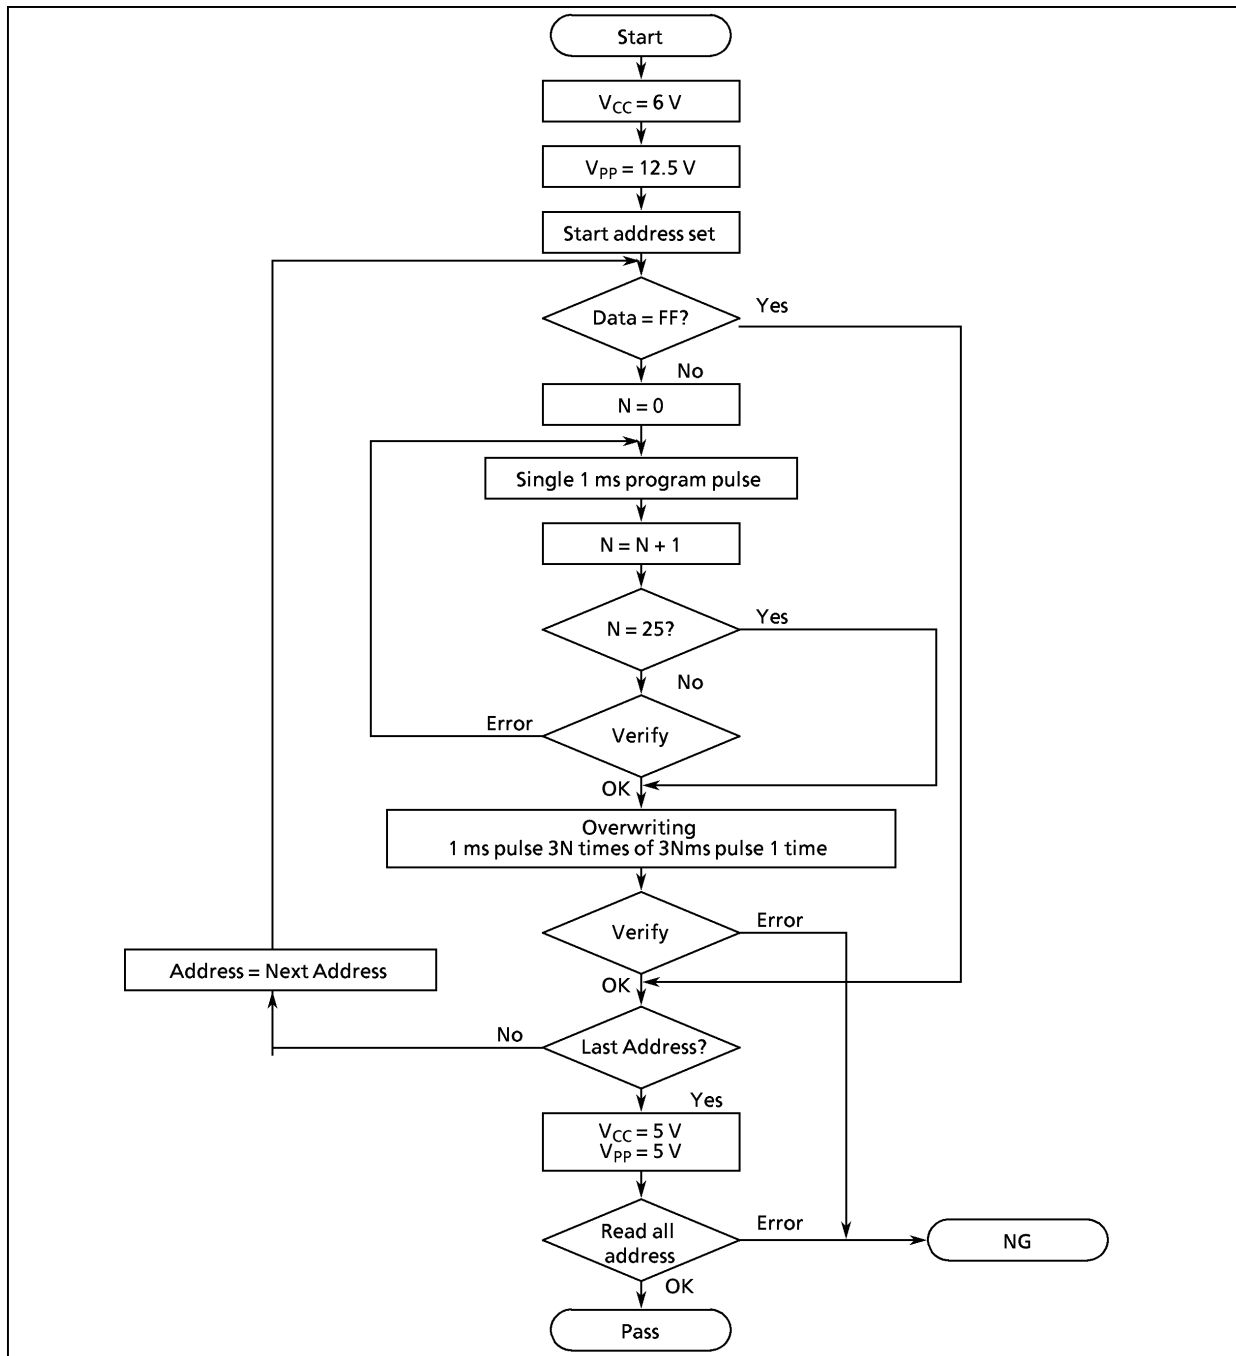 Start
VCC = 6 V
VPP = 12.5 V
Start address set
Data = FF?
Yes
No
N = 0
Single 1 ms program pulse
N = N + 1
N = 25?
Yes
No
Error
Verify
OK
Overwriting
1 ms pulse 3N times of 3Nms pulse 1 time
Verify
Error
Address = Next Address
OK
No
Last Address?
Yes
VCC = 5 V
VPP = 5 V
Read all
address
Error
NG
OK
Pass